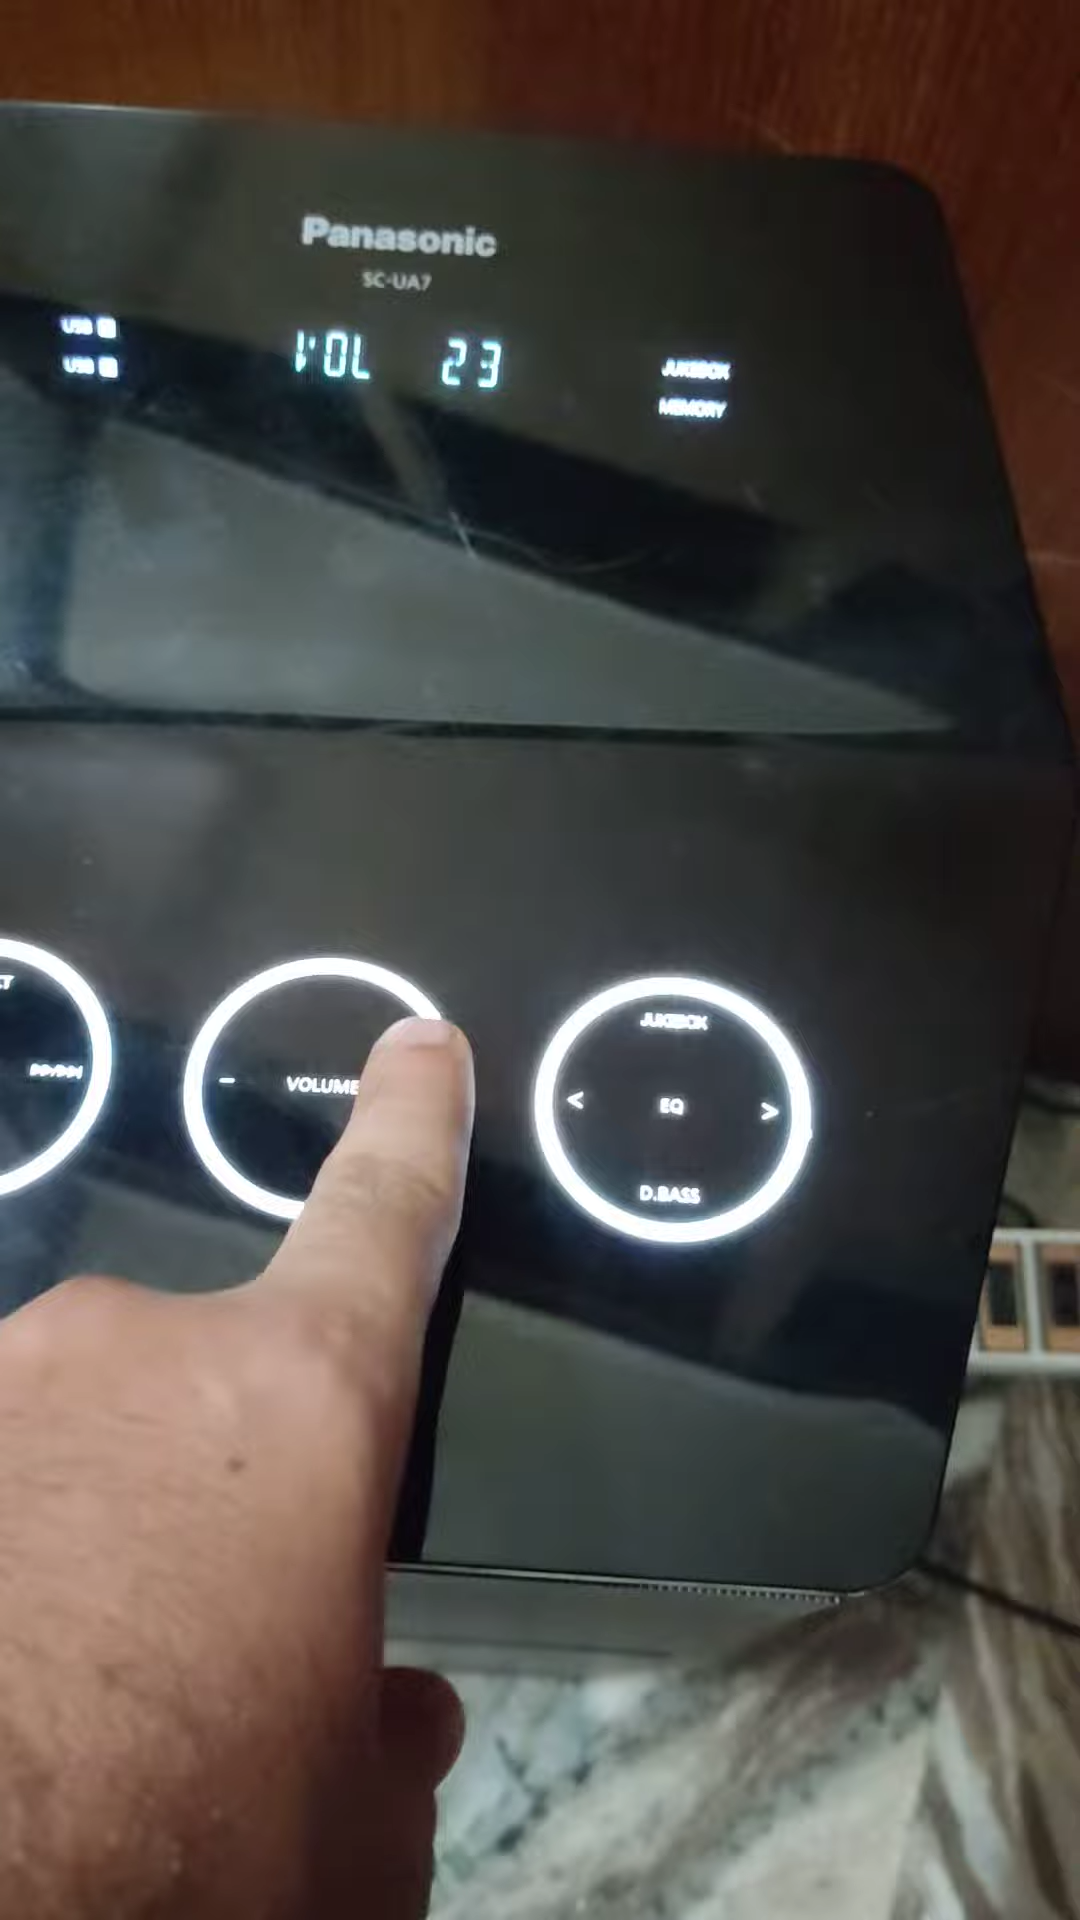 Panasonic
SC-UA7
USB
USB
VOL 23
JUKEBOX
MEMORY
- VOLUME
JUKEBOX
< EQ >
D.BASS